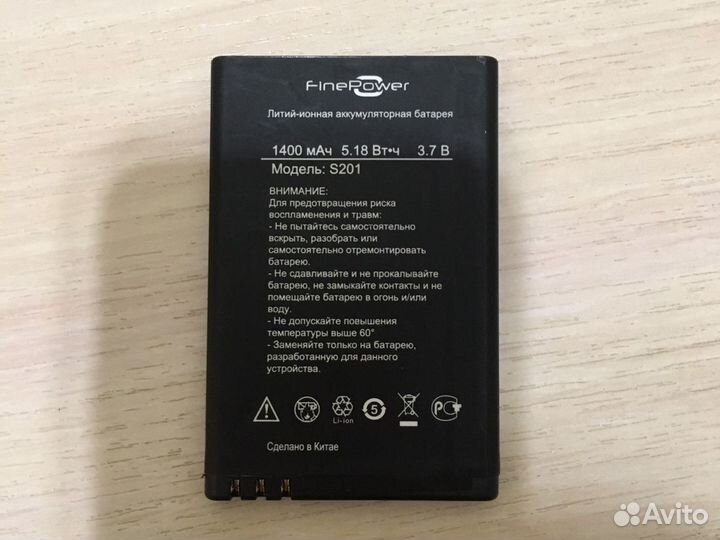 FinePower
Литий-ионная аккумуляторная батарея
1400 мАч 5.18 Вт•ч 3.7 В
Модель: S201
ВНИМАНИЕ:
Для предотвращения риска
воспламенения и травм:
- Не пытайтесь самостоятельно
вскрыть, разобрать или
самостоятельно отремонтировать
батарею.
- Не сдавливайте и не прокалывайте
батарею, не замыкайте контакты и не
помещайте батарею в огонь и/или
воду.
- Не допускайте повышения
температуры выше 60°
- Заменяйте только на батарею,
разработанную для данного
устройства.
Li-ion
5
РСТ
Сделано в Китае
Avito